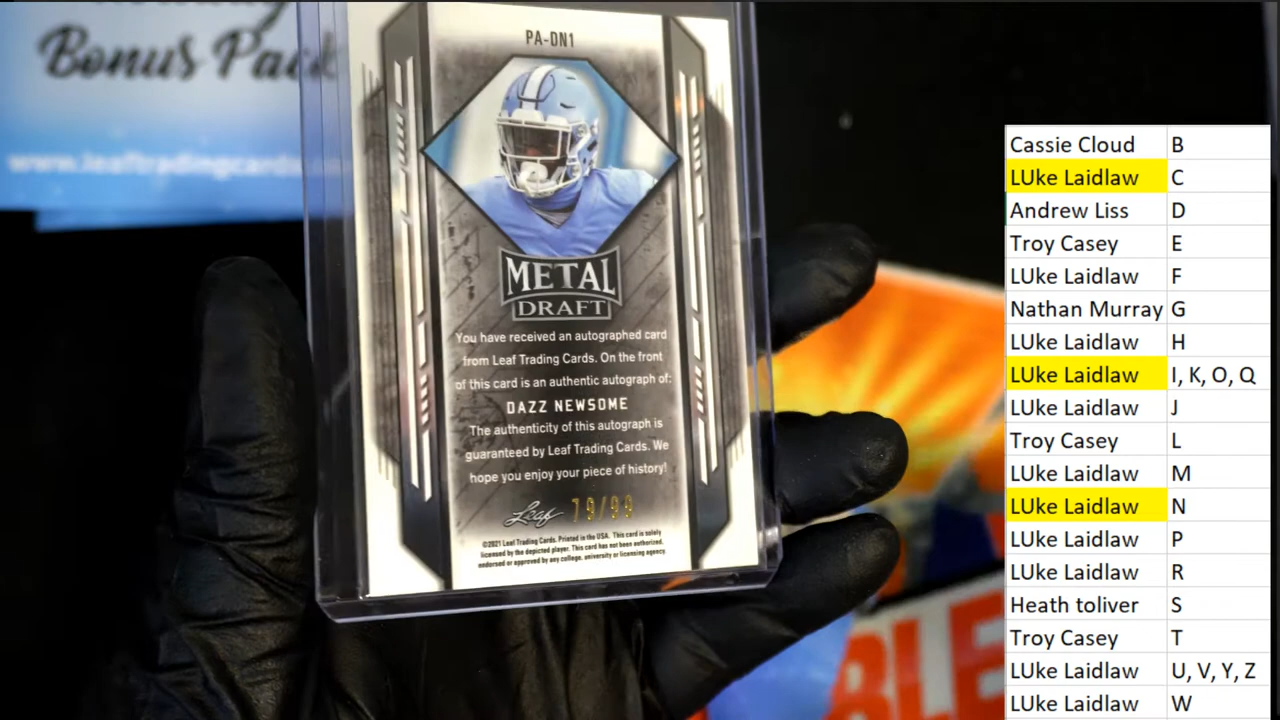 Bonus Pack
www.leaftradingcards
PA-DN1
METAL
DRAFT
You have received an autographed card
from Leaf Trading Cards. On the front
of this card is an authentic autograph of:
DAZZ NEWSOME
The authenticity of this autograph is
guaranteed by Leaf Trading Cards. We
hope you enjoy your piece of history!
Leaf 79/99
©2021 Leaf Trading Cards. Printed in the USA. This card is solely
licensed by the depicted player. This card has not been authorized,
endorsed or approved by any college, university or licensing agency.
BLE
Cassie Cloud B
LUke Laidlaw C
Andrew Liss D
Troy Casey E
LUke Laidlaw F
Nathan Murray G
LUke Laidlaw H
LUke Laidlaw I, K, O, Q
LUke Laidlaw J
Troy Casey L
LUke Laidlaw M
LUke Laidlaw N
LUke Laidlaw P
LUke Laidlaw R
Heath toliver S
Troy Casey T
LUke Laidlaw U, V, Y, Z
LUke Laidlaw W